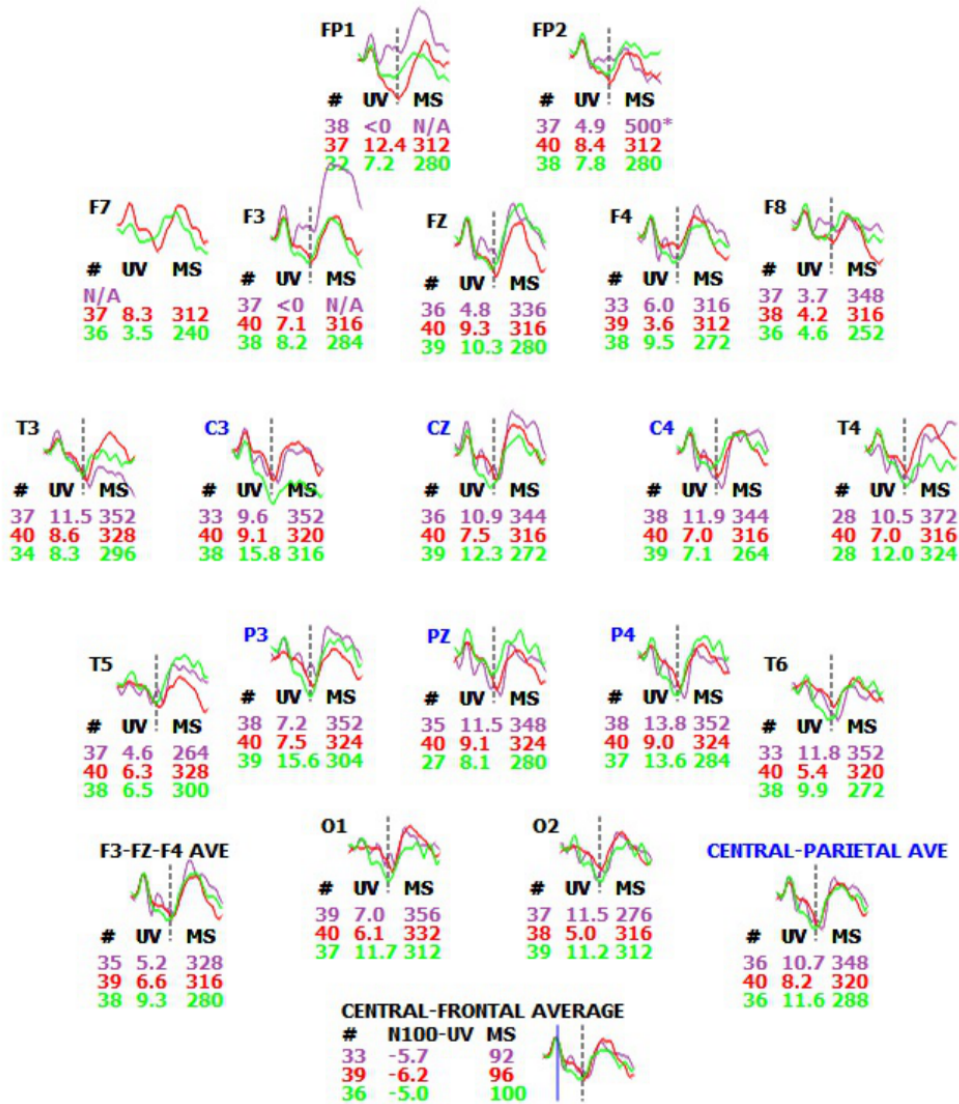 FP1 FP2
# UV MS # UV MS
38 <0 N/A 37 4.9 500*
37 12.4 312 40 8.4 312
32 7.2 280 38 7.8 280
F7 F3 FZ F4 F8
# UV MS # UV MS # UV MS # UV MS # UV MS
N/A 37 <0 N/A 36 4.8 336 33 6.0 316 37 3.7 348
37 8.3 312 40 7.1 316 40 9.3 316 39 3.6 312 38 4.2 316
36 3.5 240 38 8.2 284 39 10.3 280 38 9.5 272 36 4.6 252
T3 C3 CZ C4 T4
# UV MS # UV MS # UV MS # UV MS # UV MS
37 11.5 352 33 9.6 352 36 10.9 344 38 11.9 344 28 10.5 372
40 8.6 328 40 9.1 320 40 7.5 316 40 7.0 316 40 7.0 316
34 8.3 296 38 15.8 316 39 12.3 272 39 7.1 264 28 12.0 324
T5 P3 PZ P4 T6
# UV MS # UV MS # UV MS # UV MS # UV MS
37 4.6 264 38 7.2 352 35 11.5 348 38 13.8 352 33 11.8 352
40 6.3 328 40 7.5 324 40 9.1 324 40 9.0 324 40 5.4 320
38 6.5 300 39 15.6 304 27 8.1 280 37 13.6 284 38 9.9 272
F3-FZ-F4 AVE O1 O2 CENTRAL-PARIETAL AVE
# UV MS # UV MS # UV MS # UV MS
35 5.2 328 39 7.0 356 37 11.5 276 36 10.7 348
39 6.6 316 40 6.1 332 38 5.0 316 40 8.2 320
38 9.3 280 37 11.7 312 39 11.2 312 36 11.6 288
CENTRAL-FRONTAL AVERAGE
# N100-UV MS
33 -5.7 92
39 -6.2 96
36 -5.0 100